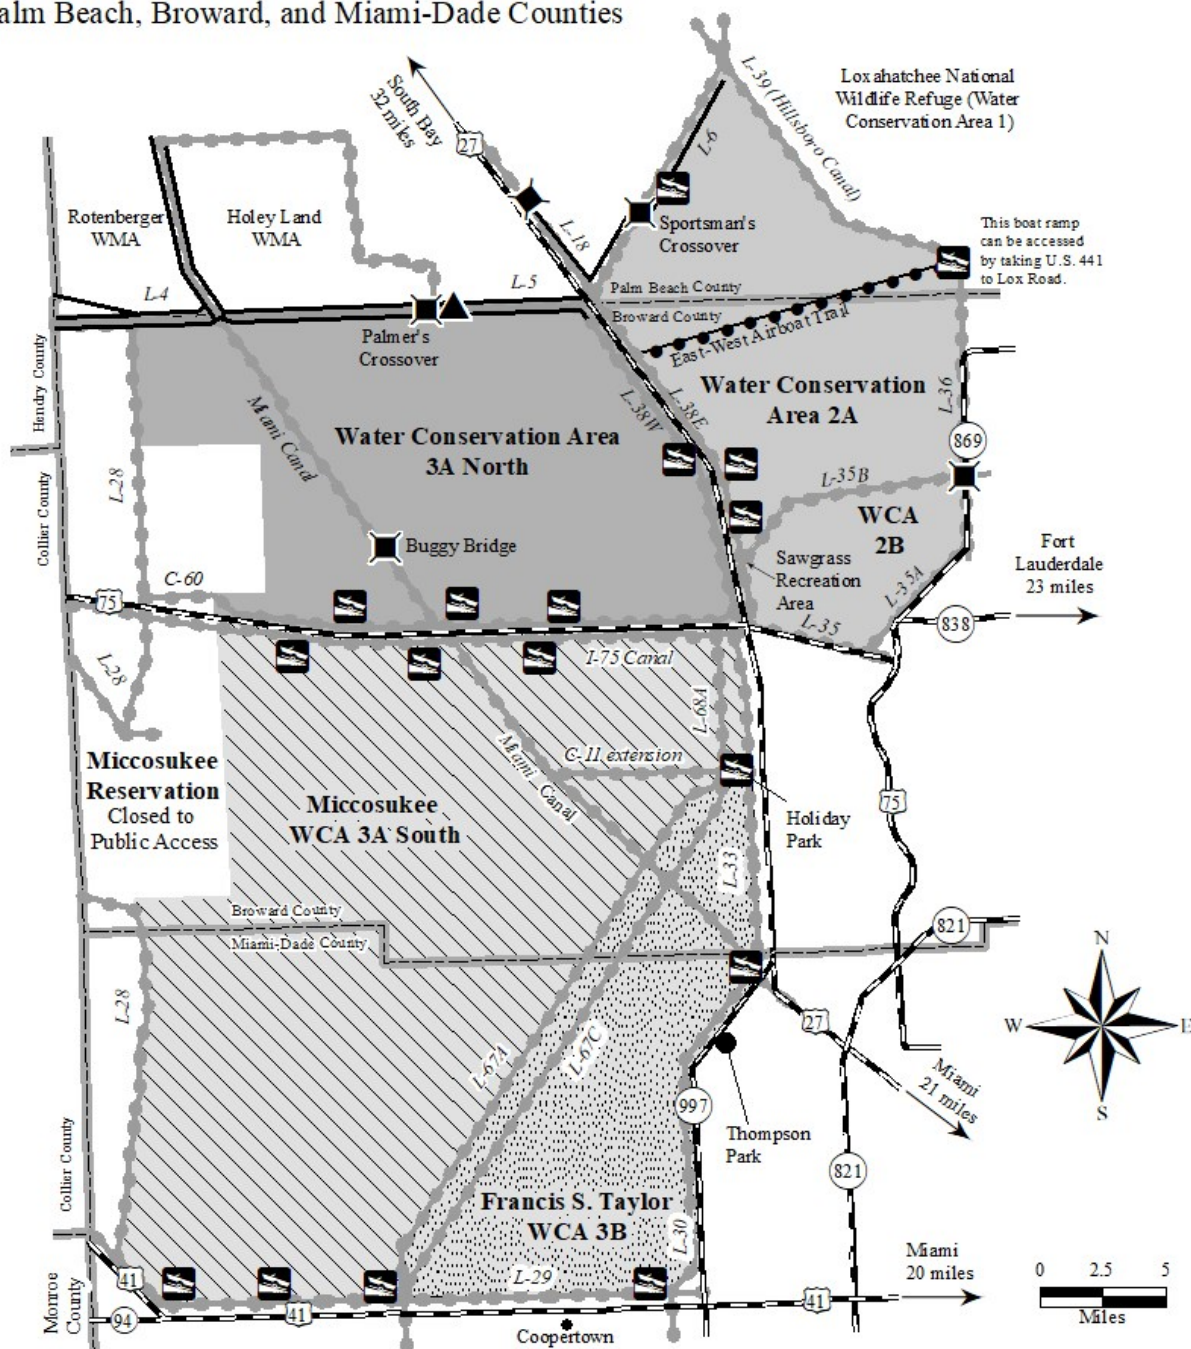 alm Beach, Broward, and Miami-Dade Counties
South Bay
32 miles
27
L-39 (Hillsboro Canal)
Loxahatchee National
Wildlife Refuge (Water
Conservation Area 1)
L-6
Rotenberger
WMA
Holey Land
WMA
L-18
Sportsman's
Crossover
This boat ramp
can be accessed
by taking U.S. 441
to Lox Road.
L-4
L-5
Palm Beach County
Broward County
Palmer's
Crossover
East-West Airboat Trail
Hendry County
Miami Canal
L-38W
L-38E
Water Conservation
Area 2A
L-36
Water Conservation Area
3A North
869
L-28
L-35B
Collier County
WCA
2B
Buggy Bridge
Sawgrass
Recreation
Area
Fort
Lauderdale
23 miles
C-60
75
L-35A
L-35
838
L-28
I-75 Canal
L-68A
Miami Canal
C-11 extension
Miccosukee
Reservation
Closed to
Public Access
Miccosukee
WCA 3A South
Holiday
Park
75
L-33
Broward County
Miami-Dade County
821
N
W
E
S
L-28
27
L-67A
L-67C
Miami
21 miles
997
Thompson
Park
821
Collier County
Francis S. Taylor
WCA 3B
L-30
Miami
20 miles
0
2.5
5
Miles
41
L-29
Monroe
County
94
41
41
Coopertown